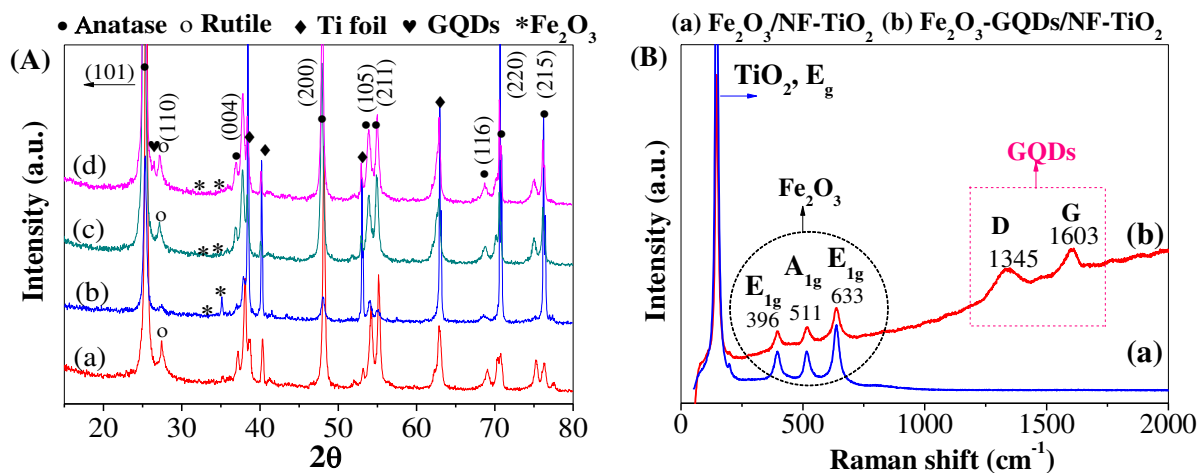 ● Anatase ○ Rutile ♦ Ti foil ♥ GQDs *Fe₂O₃
(A)
(101)
(110)
(004)
(200)
(105)
(211)
(116)
(220)
(215)
(d)
(c)
(b)
(a)
Intensity (a.u.)
20 30 40 50 60 70 80
2θ
(a) Fe₂O₃/NF-TiO₂ (b) Fe₂O₃-GQDs/NF-TiO₂
(B)
TiO₂, E_g
GQDs
Fe₂O₃
D
1345
G
1603
(b)
E₁g
396
A₁g
511
E₁g
633
(a)
Intensity (a.u.)
0 500 1000 1500 2000
Raman shift (cm⁻¹)